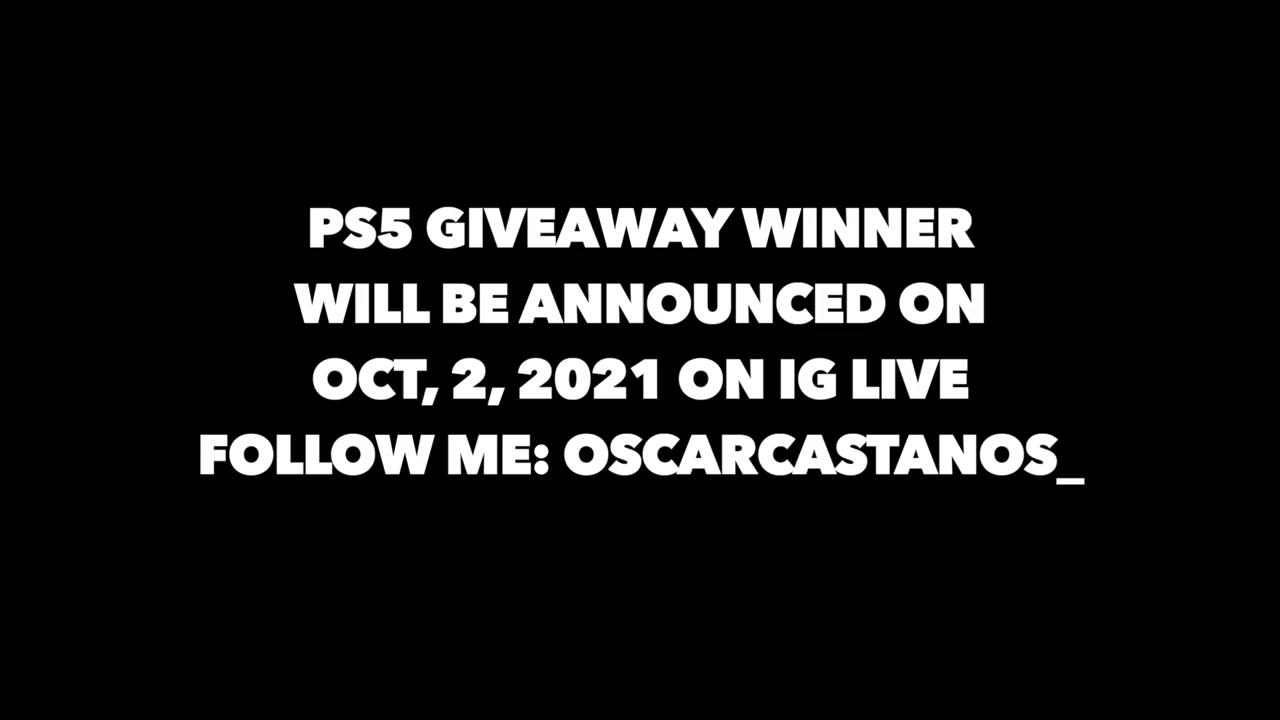 PS5 GIVEAWAY WINNER
WILL BE ANNOUNCED ON
OCT, 2, 2021 ON IG LIVE
FOLLOW ME: OSCARCASTANOS_